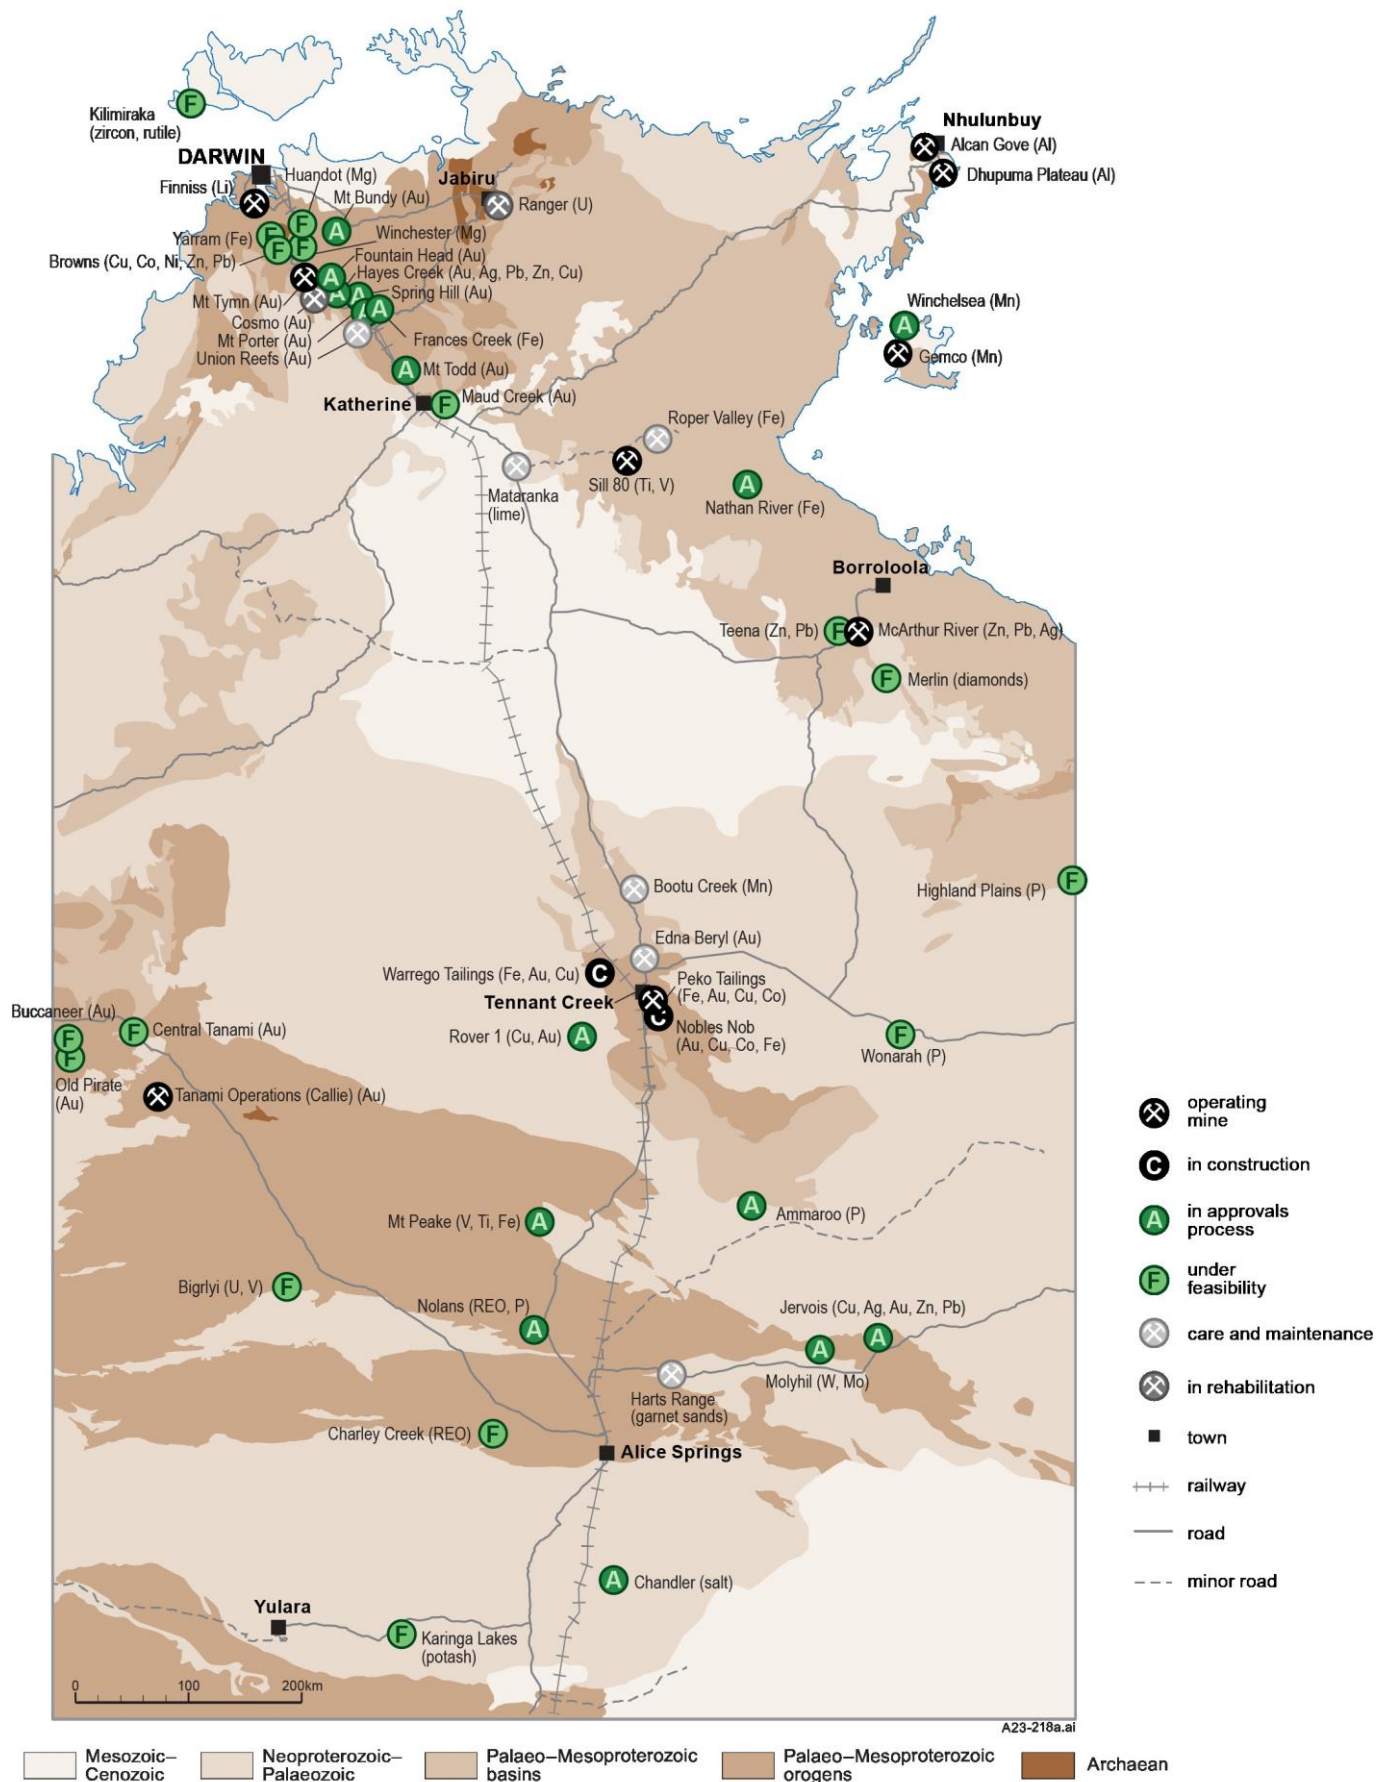 Kilimiraka
(zircon, rutile)
Nhulunbuy
Alcan Gove (Al)
Dhupuma Plateau (Al)
DARWIN
Huandot (Mg)
Finniss (Li)
Mt Bundy (Au)
Jabiru
Ranger (U)
Yarram (Fe)
Winchester (Mg)
Browns (Cu, Co, Ni, Zn, Pb)
Fountain Head (Au)
Hayes Creek (Au, Ag, Pb, Zn, Cu)
Mt Tymn (Au)
Spring Hill (Au)
Cosmo (Au)
Mt Porter (Au)
Frances Creek (Fe)
Union Reefs (Au)
Winchelsea (Mn)
Gemco (Mn)
Mt Todd (Au)
Katherine
Maud Creek (Au)
Roper Valley (Fe)
Mataranka
(lime)
Sill 80 (Ti, V)
Nathan River (Fe)
Borroloola
Teena (Zn, Pb)
McArthur River (Zn, Pb, Ag)
Merlin (diamonds)
Bootu Creek (Mn)
Highland Plains (P)
Edna Beryl (Au)
Warrego Tailings (Fe, Au, Cu)
Peko Tailings
(Fe, Au, Cu, Co)
Tennant Creek
Nobles Nob
(Au, Cu, Co, Fe)
Rover 1 (Cu, Au)
Wonarah (P)
Buccaneer (Au)
Central Tanami (Au)
Old Pirate
(Au)
Tanami Operations (Callie) (Au)
Ammaroo (P)
Mt Peake (V, Ti, Fe)
Bigrlyi (U, V)
Nolans (REO, P)
Jervois (Cu, Ag, Au, Zn, Pb)
Molyhil (W, Mo)
Harts Range
(garnet sands)
Charley Creek (REO)
Alice Springs
Chandler (salt)
Yulara
Karinga Lakes
(potash)
0 100 200km
A23-218a.ai
operating
mine
C in construction
A in approvals
process
F under
feasibility
care and maintenance
in rehabilitation
town
railway
road
minor road
Mesozoic–
Cenozoic
Neoproterozoic–
Palaeozoic
Palaeo–Mesoproterozoic
basins
Palaeo–Mesoproterozoic
orogens
Archaean